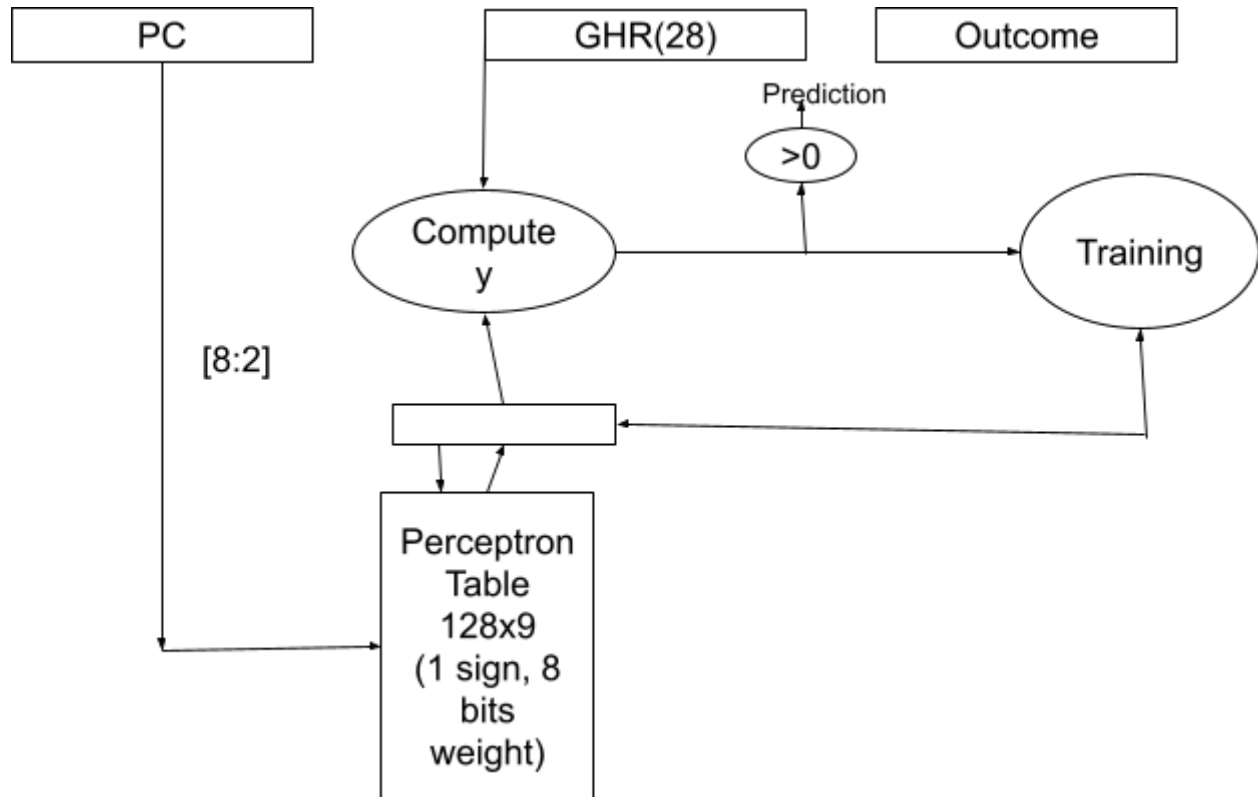 PC
GHR(28)
Outcome
Prediction
>0
Compute
y
Training
[8:2]
Perceptron
Table
128x9
(1 sign, 8
bits
weight)